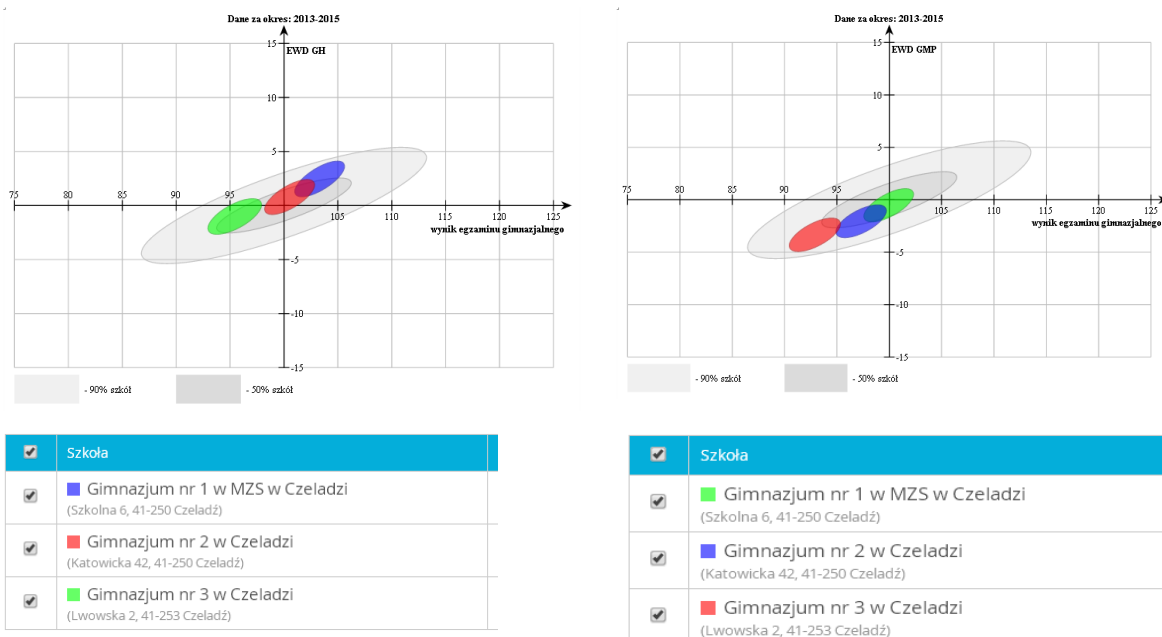 Dane za okres: 2013-2015
EWD GH
15
10
5
75
80
85
90
95
105
110
115
120
125
wynik egzaminu gimnazjalnego
-5
-10
-15
- 90% szkół
- 50% szkół
Szkoła
Gimnazjum nr 1 w MZS w Czeladzi
(Szkolna 6, 41-250 Czeladź)
Gimnazjum nr 2 w Czeladzi
(Katowicka 42, 41-250 Czeladź)
Gimnazjum nr 3 w Czeladzi
(Lwowska 2, 41-253 Czeladź)
Dane za okres: 2013-2015
15
EWD GMP
10
5
75
80
85
90
95
105
110
115
120
125
wynik egzaminu gimnazjalnego
-5
-10
-15
- 90% szkół
- 50% szkół
Szkoła
Gimnazjum nr 1 w MZS w Czeladzi
(Szkolna 6, 41-250 Czeladź)
Gimnazjum nr 2 w Czeladzi
(Katowicka 42, 41-250 Czeladź)
Gimnazjum nr 3 w Czeladzi
(Lwowska 2, 41-253 Czeladź)